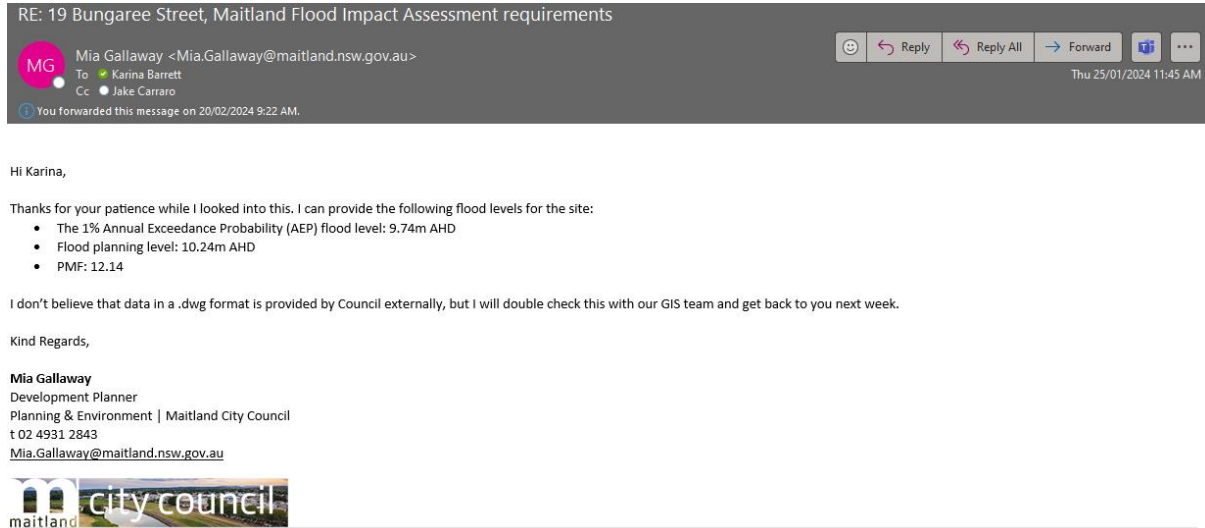 RE: 19 Bungaree Street, Maitland Flood Impact Assessment requirements
MG
Mia Gallaway <Mia.Gallaway@maitland.nsw.gov.au>
To Karina Barrett
Cc Jake Carraro
Reply
Reply All
Forward
Thu 25/01/2024 11:45 AM
You forwarded this message on 20/02/2024 9:22 AM.
Hi Karina,
Thanks for your patience while I looked into this. I can provide the following flood levels for the site:
• The 1% Annual Exceedance Probability (AEP) flood level: 9.74m AHD
• Flood planning level: 10.24m AHD
• PMF: 12.14
I don't believe that data in a .dwg format is provided by Council externally, but I will double check this with our GIS team and get back to you next week.
Kind Regards,
Mia Gallaway
Development Planner
Planning & Environment | Maitland City Council
t 02 4931 2843
Mia.Gallaway@maitland.nsw.gov.au
m city council
maitland